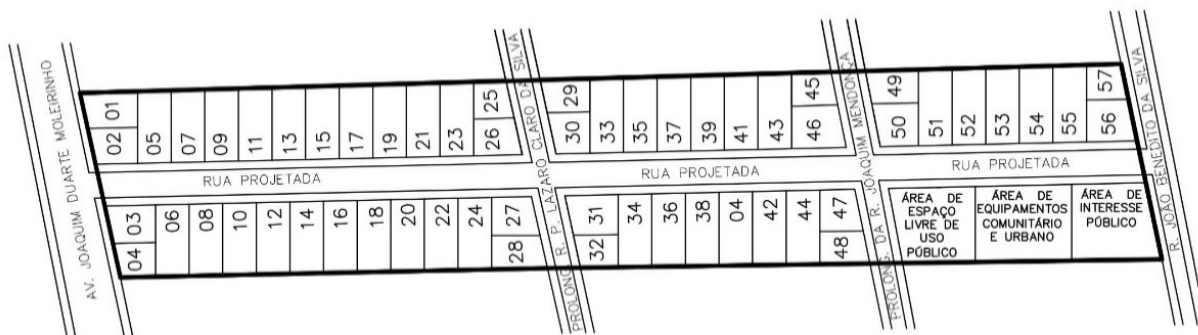 AV. JOAQUIM DUARTE MOLEIRINHO
02 01
05
07
09
11
13
15
17
19
21
23
26 25
PROLONG. R. P. LAZARO CLARO DA SILVA
30 29
33
35
37
39
41
43
46 45
PROLONG. DA R. JOAQUIM MENDONÇA
50 49
51
52
53
54
55
56 57
R. JOÃO BENEDITO DA SILVA
RUA PROJETADA
RUA PROJETADA
RUA PROJETADA
04 03
06
08
10
12
14
16
18
20
22
24
28 27
32 31
34
36
38
04
42
44
48 47
ÁREA DE
ESPAÇO
LIVRE DE
USO
PÚBLICO
ÁREA DE
EQUIPAMENTOS
COMUNITÁRIO
E URBANO
ÁREA DE
INTERESSE
PÚBLICO